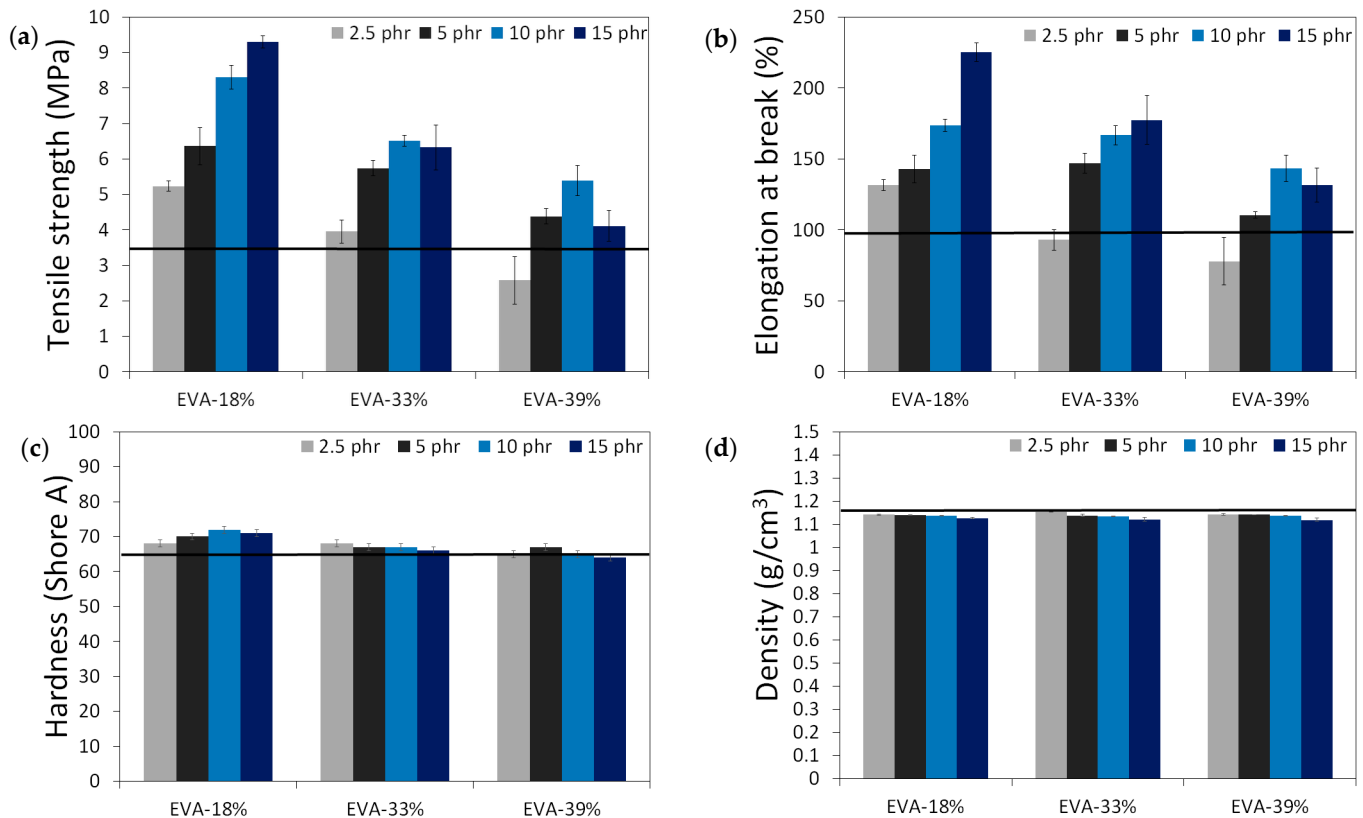 (a)
Tensile strength (MPa)
2.5 phr 5 phr 10 phr 15 phr
10
9
8
7
6
5
4
3
2
1
0
EVA-18% EVA-33% EVA-39%
(b)
Elongation at break (%)
2.5 phr 5 phr 10 phr 15 phr
250
200
150
100
50
0
EVA-18% EVA-33% EVA-39%
(c)
Hardness (Shore A)
2.5 phr 5 phr 10 phr 15 phr
100
90
80
70
60
50
40
30
20
10
0
EVA-18% EVA-33% EVA-39%
(d)
Density (g/cm³)
2.5 phr 5 phr 10 phr 15 phr
1.5
1.4
1.3
1.2
1.1
1
0.9
0.8
0.7
0.6
0.5
0.4
0.3
0.2
0.1
0
EVA-18% EVA-33% EVA-39%